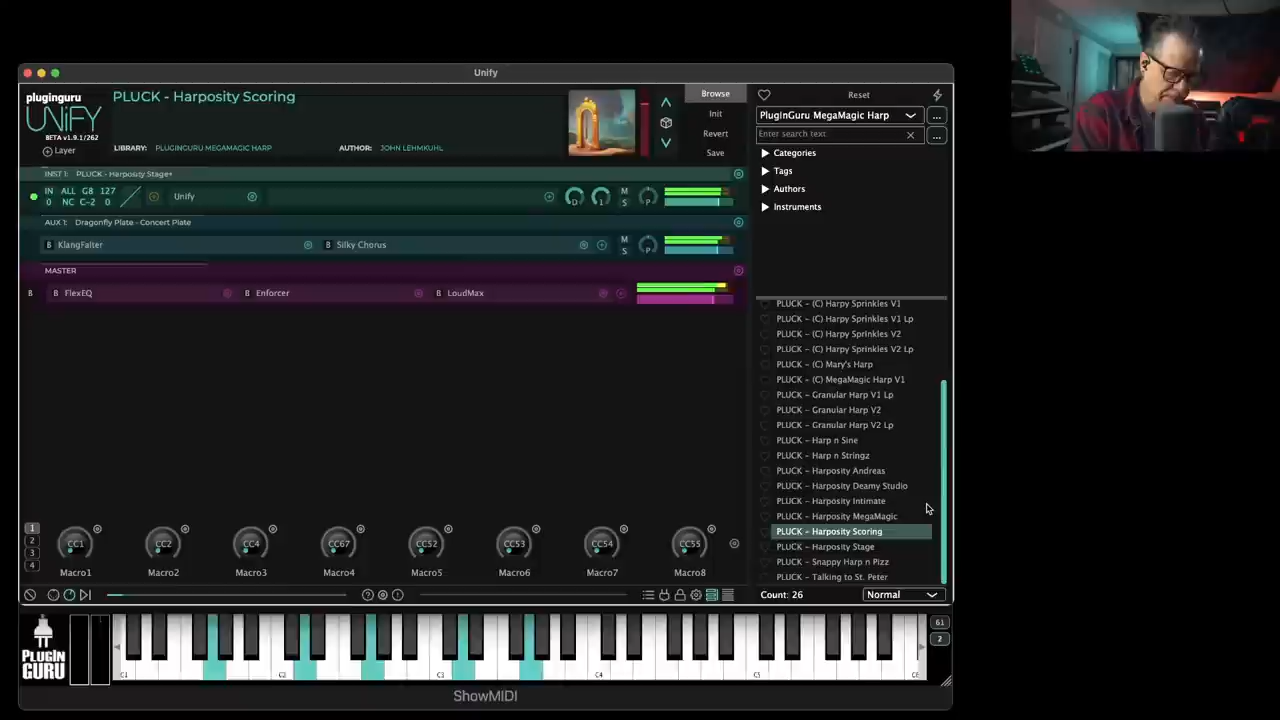 Unify
pluginguru
UNiFY
BETA v1.9.1/262
Layer
PLUCK - Harposity Scoring
LIBRARY: PLUGINGURU MEGAMAGIC HARP
AUTHOR: JOHN LEHMKUHL
Browse
Init
Revert
Save
Reset
PlugInGuru MegaMagic Harp
...
Enter search text
...
Categories
Tags
Authors
Instruments
INST 1: PLUCK - Harposity Stage+
IN ALL G8 127
0 NC C-2 0
Unify
D
1
M
S
P
AUX 1: Dragonfly Plate - Concert Plate
B KlangFalter
B Silky Chorus
M
S
P
MASTER
B
B FlexEQ
B Enforcer
B LoudMax
PLUCK - (C) Harpy Sprinkles V1
PLUCK - (C) Harpy Sprinkles V1 Lp
PLUCK - (C) Harpy Sprinkles V2
PLUCK - (C) Harpy Sprinkles V2 Lp
PLUCK - (C) Mary's Harp
PLUCK - (C) MegaMagic Harp V1
PLUCK - Granular Harp V1 Lp
PLUCK - Granular Harp V2
PLUCK - Granular Harp V2 Lp
PLUCK - Harp n Sine
PLUCK - Harp n Stringz
PLUCK - Harposity Andreas
PLUCK - Harposity Deamy Studio
PLUCK - Harposity Intimate
PLUCK - Harposity MegaMagic
PLUCK - Harposity Scoring
PLUCK - Harposity Stage
PLUCK - Snappy Harp n Pizz
PLUCK - Talking to St. Peter
1
2
3
4
CC1
CC2
CC4
CC67
CC52
CC53
CC54
CC55
Macro1
Macro2
Macro3
Macro4
Macro5
Macro6
Macro7
Macro8
Count: 26
Normal
PLUGIN
GURU
C1
C2
C3
C4
C5
C6
61
2
ShowMIDI